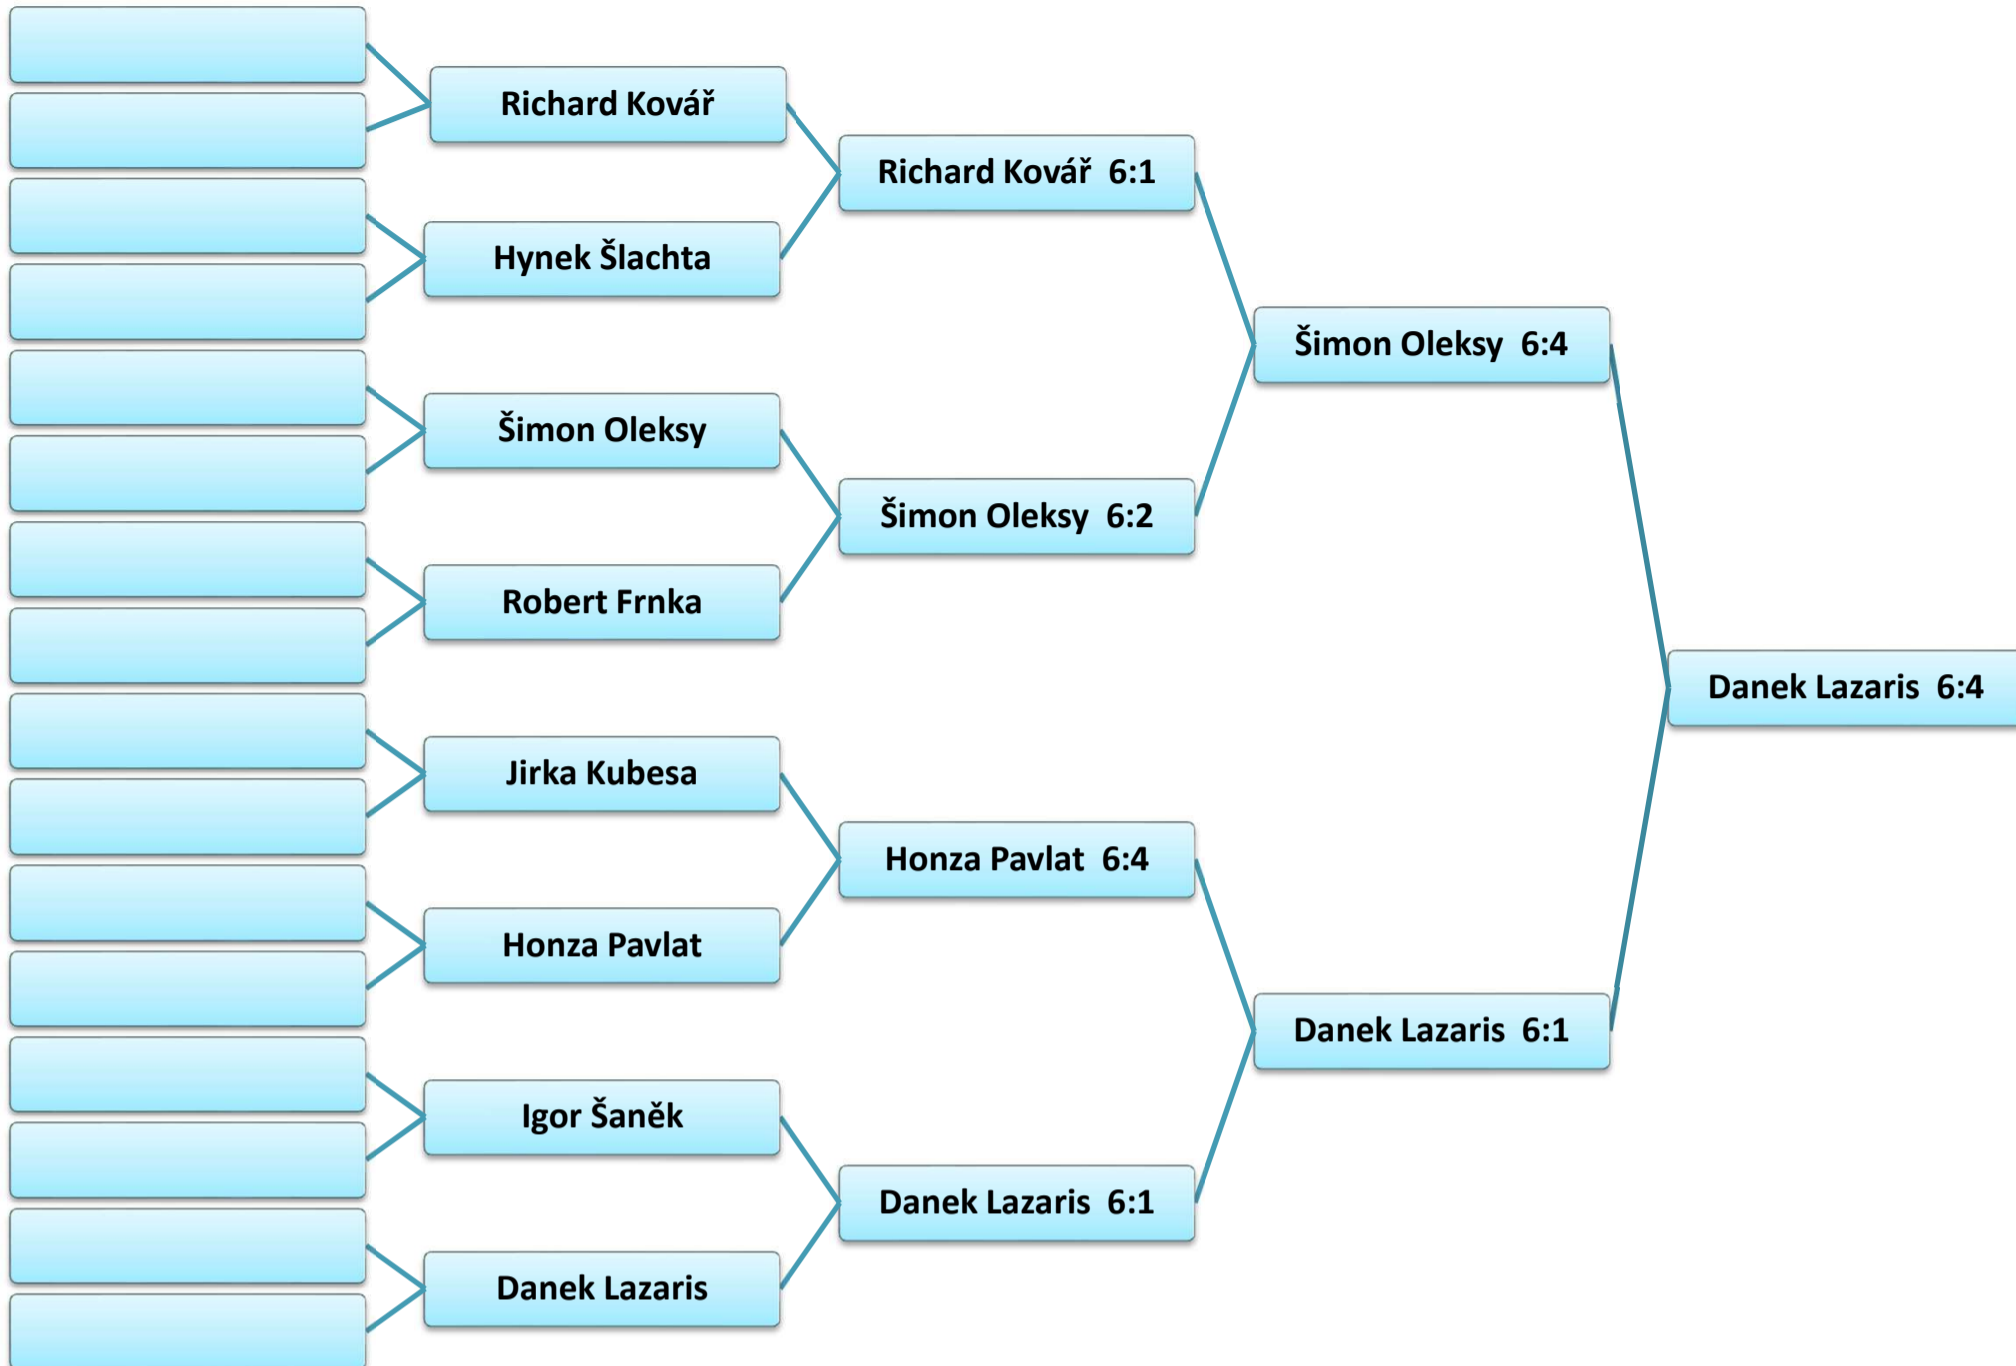 Richard Kovář
Hynek Šlachta
Šimon Oleksy
Robert Frnka
Jirka Kubesa
Honza Pavlat
Igor Šaněk
Danek Lazaris
Richard Kovář 6:1
Šimon Oleksy 6:2
Honza Pavlat 6:4
Danek Lazaris 6:1
Šimon Oleksy 6:4
Danek Lazaris 6:1
Danek Lazaris 6:4